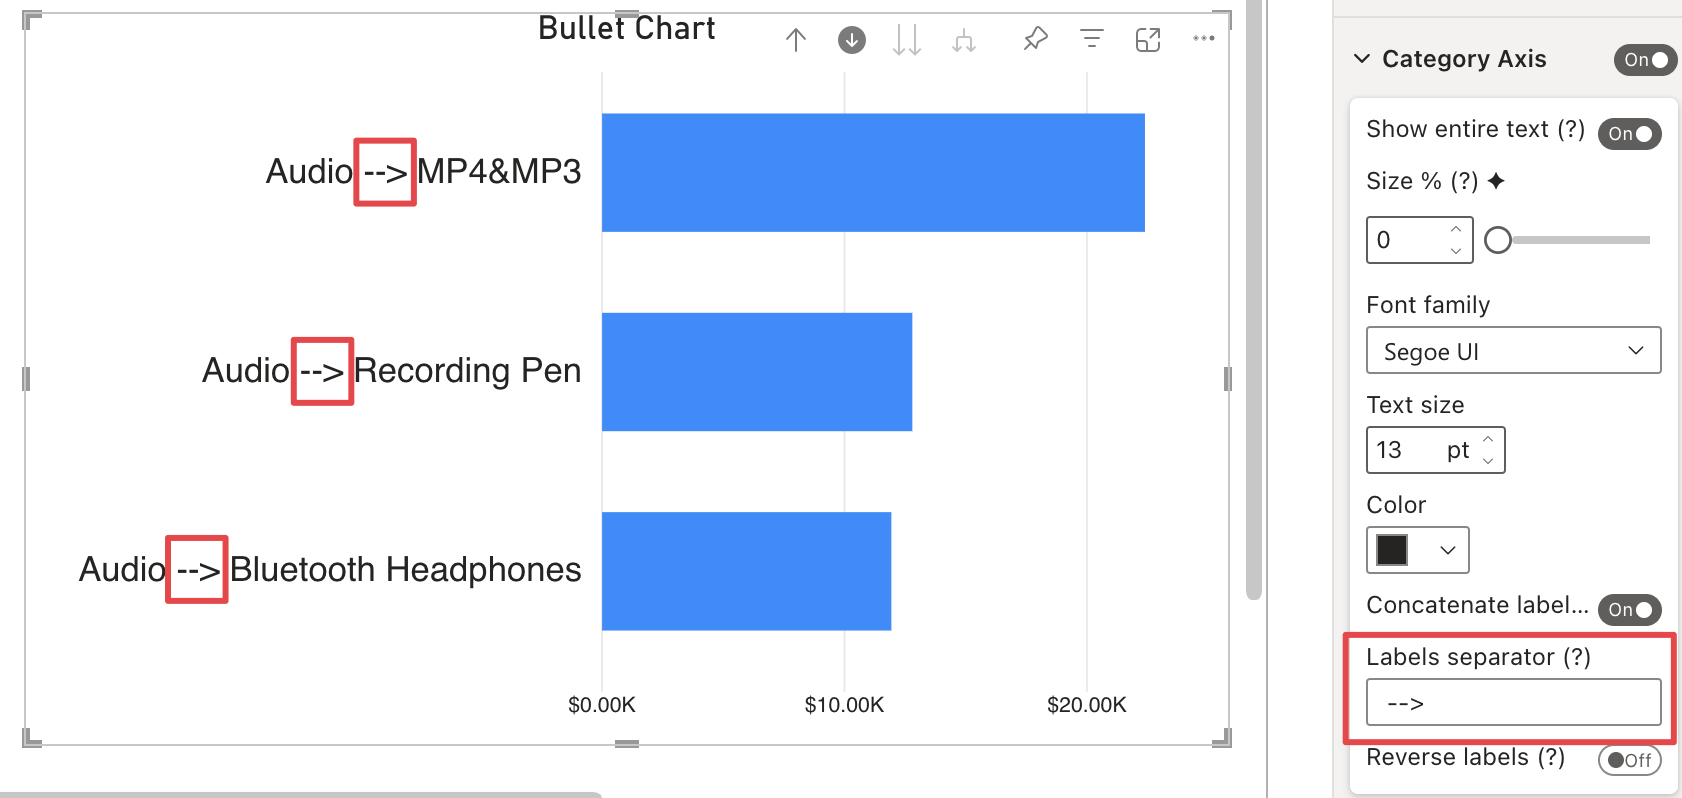 Bullet Chart
Audio --> MP4&MP3
Audio --> Recording Pen
Audio --> Bluetooth Headphones
$0.00K $10.00K $20.00K
Category Axis On
Show entire text (?) On
Size % (?)
0
Font family
Segoe UI
Text size
13 pt
Color
Concatenate label... On
Labels separator (?)
-->
Reverse labels (?) Off